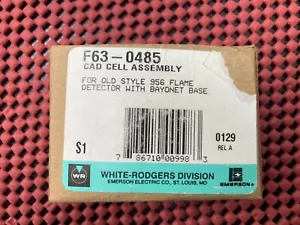 F63-0485
CAD CELL ASSEMBLY
FOR OLD STYLE 956 FLAME
DETECTOR WITH BAYONET BASE
S1
7 86710 00998 3
0129
REL A
WR
WHITE-RODGERS DIVISION
EMERSON ELECTRIC CO., ST. LOUIS, MO
EMERSON